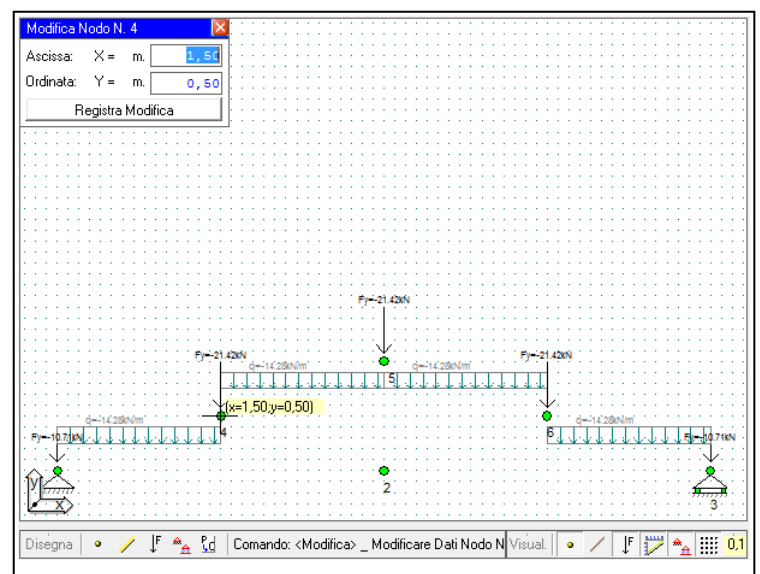 Modifica Nodo N. 4
Ascissa: X = m. 1,50
Ordinata: Y = m. 0,50
Registra Modifica
Fy=-21.42kN
Fy=-21.42kN
Fy=-21.42kN
q=-14.28kN/m
q=-14.28kN/m
5
(x=1,50;y=0,50)
q=-14.28kN/m
q=-14.28kN/m
Fy=-10.71kN
4
6
Fy=-10.71kN
y
x
2
3
Disegna
F
P,d
Comando: <Modifica> _ Modificare Dati Nodo N
Visual.
F
0,1